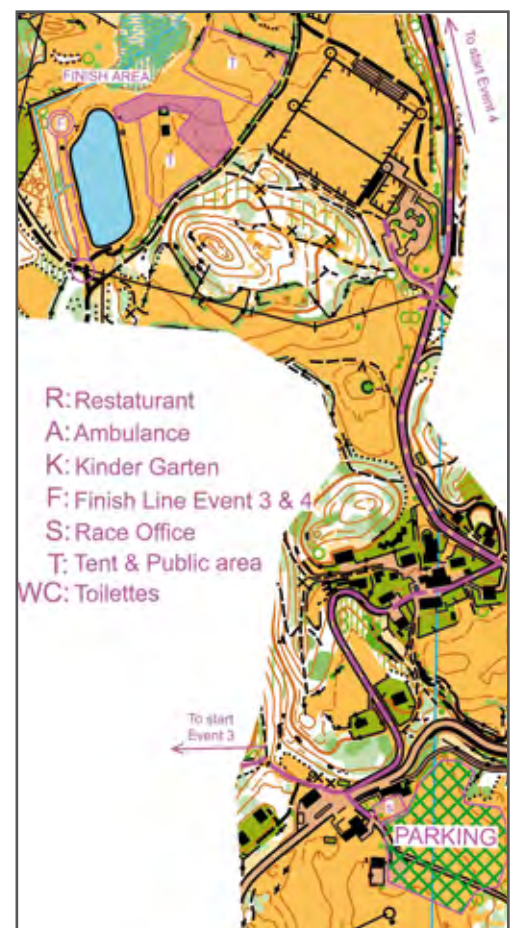 To start Event 4
FINISH AREA
T
F
T
R: Restaturant
A: Ambulance
K: Kinder Garten
F: Finish Line Event 3 & 4
S: Race Office
T: Tent & Public area
WC: Toilettes
To start
Event 3
PARKING